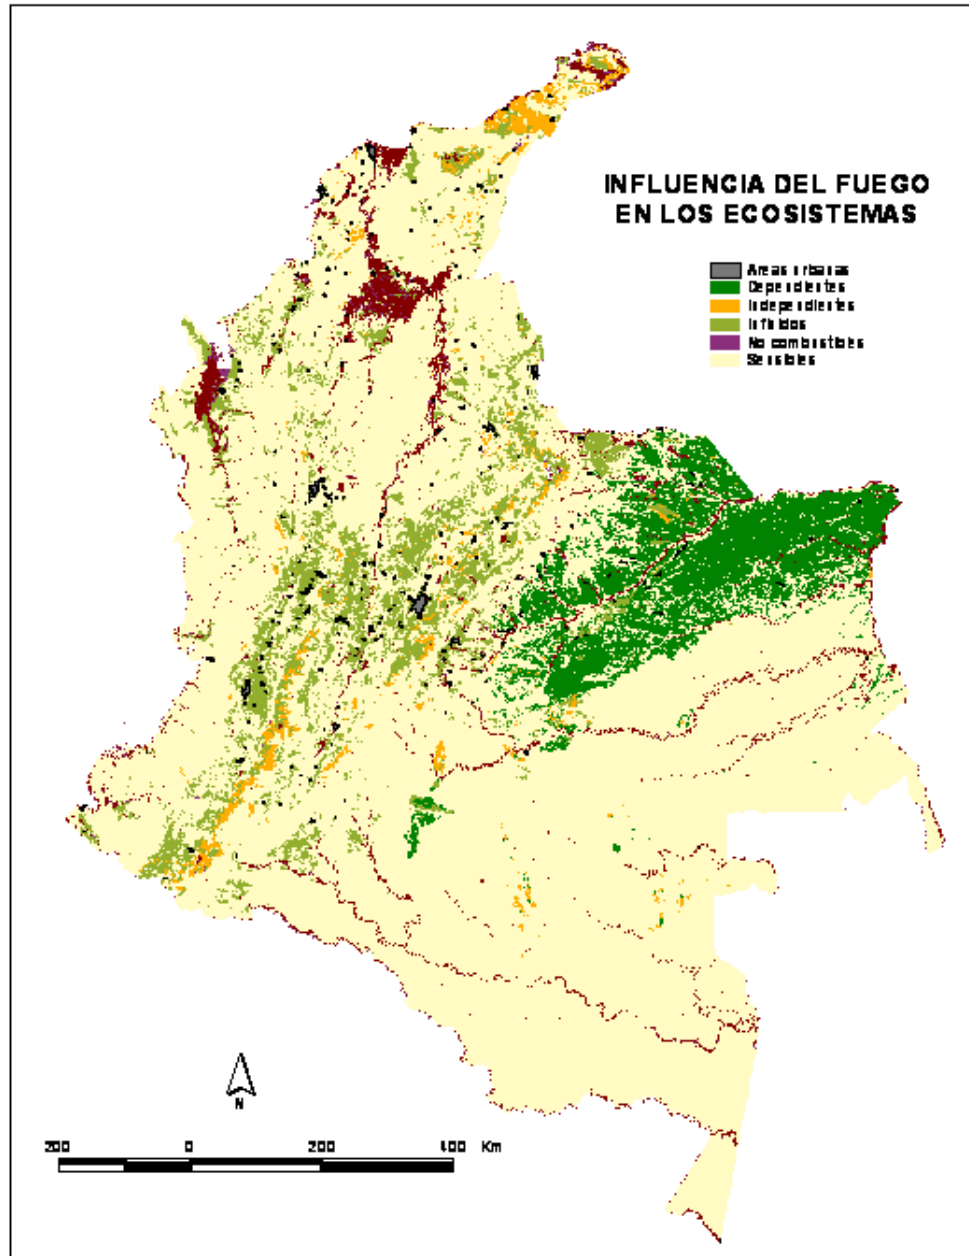 INFLUENCIA DEL FUEGO
EN LOS ECOSISTEMAS
Areas urbanas
Dependientes
Independientes
Influidos
No combustibles
Sensibles
N
200 0 200 400 Km